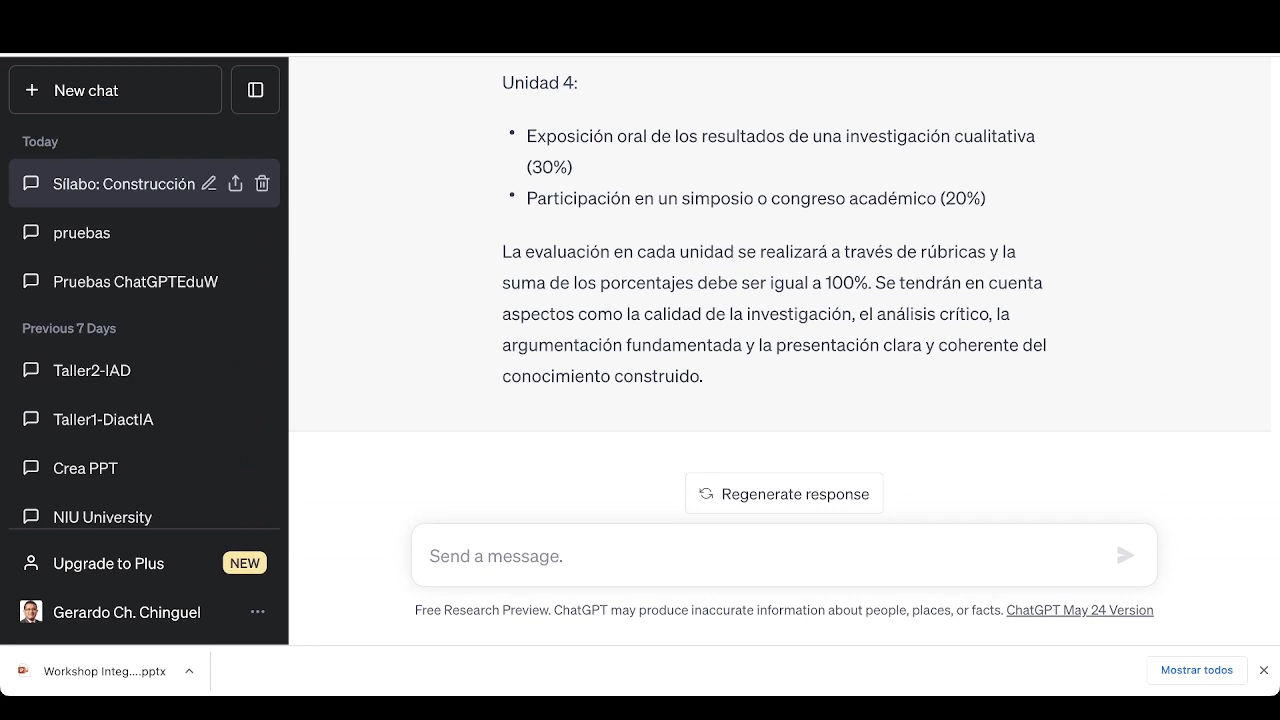 New chat
Today
Sílabo: Construcción
pruebas
Pruebas ChatGPTEduW
Previous 7 Days
Taller2-IAD
Taller1-DiactIA
Crea PPT
NIU University
Upgrade to Plus
NEW
Gerardo Ch. Chinguel
Unidad 4:
• Exposición oral de los resultados de una investigación cualitativa
(30%)
• Participación en un simposio o congreso académico (20%)
La evaluación en cada unidad se realizará a través de rúbricas y la
suma de los porcentajes debe ser igual a 100%. Se tendrán en cuenta
aspectos como la calidad de la investigación, el análisis crítico, la
argumentación fundamentada y la presentación clara y coherente del
conocimiento construido.
Regenerate response
Send a message.
Free Research Preview. ChatGPT may produce inaccurate information about people, places, or facts. ChatGPT May 24 Version
Workshop Integ....pptx
Mostrar todos